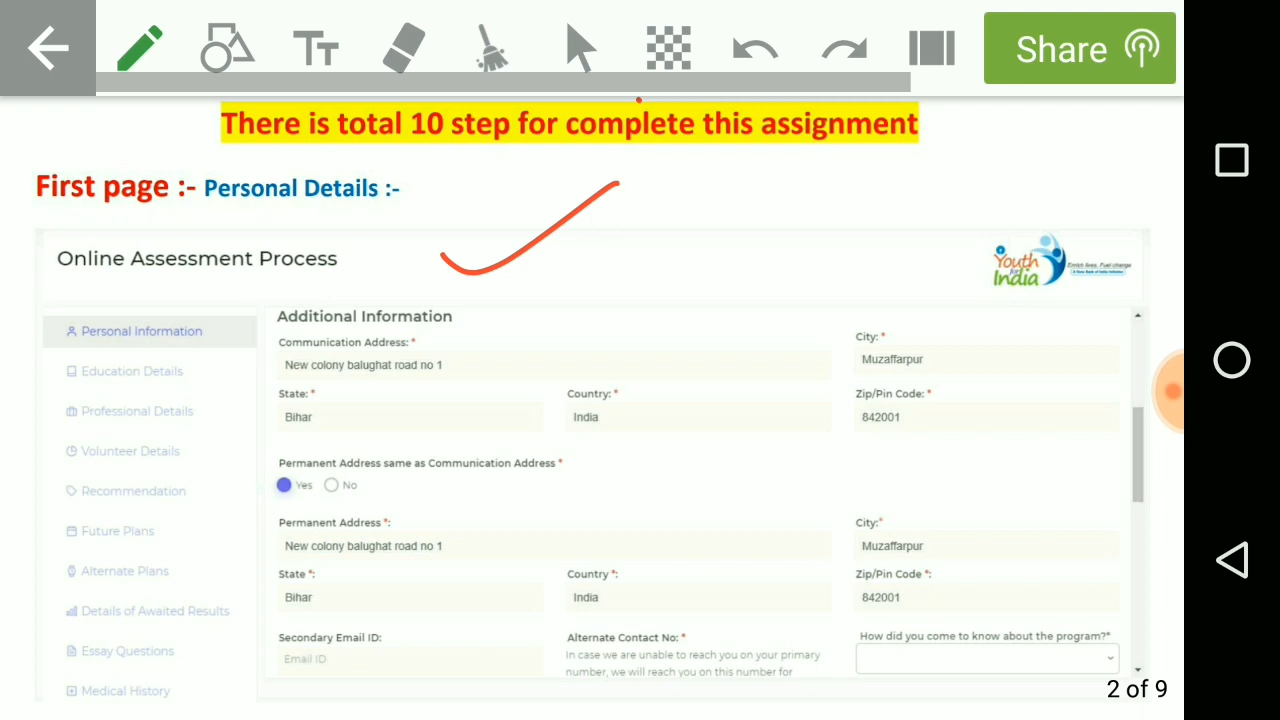 TT
Share
There is total 10 step for complete this assignment
First page :- Personal Details :-
Online Assessment Process
Youth for India
Personal Information
Education Details
Professional Details
Volunteer Details
Recommendation
Future Plans
Alternate Plans
Details of Awaited Results
Essay Questions
Medical History
Additional Information
Communication Address: *
City: *
New colony balughat road no 1
Muzaffarpur
State: *
Country: *
Zip/Pin Code: *
Bihar
India
842001
Permanent Address same as Communication Address *
Yes
No
Permanent Address *:
City:*
New colony balughat road no 1
Muzaffarpur
State *:
Country *:
Zip/Pin Code *:
Bihar
India
842001
Secondary Email ID:
Alternate Contact No: *
How did you come to know about the program?*
Email ID
In case we are unable to reach you on your primary
number, we will reach you on this number for
2 of 9